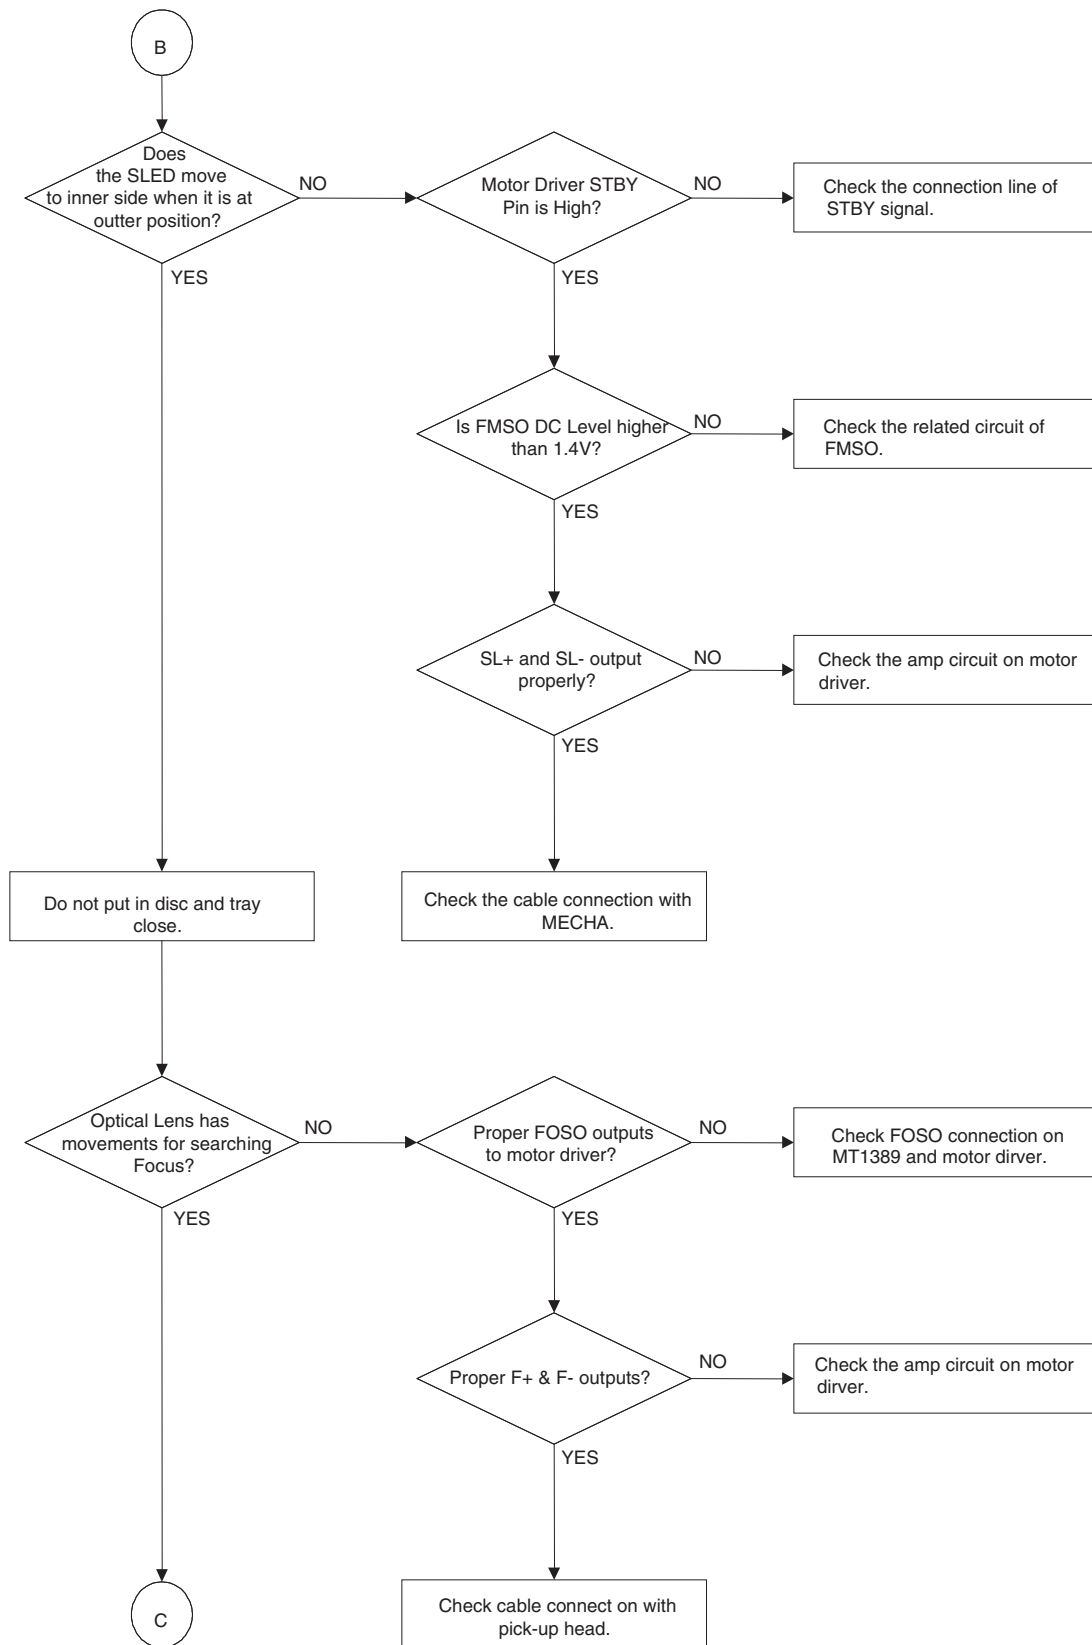 B
Does
the SLED move
to inner side when it is at
outter position?
NO
Motor Driver STBY
Pin is High?
NO
Check the connection line of
STBY signal.
YES
YES
Is FMSO DC Level higher
than 1.4V?
NO
Check the related circuit of
FMSO.
YES
SL+ and SL- output
properly?
NO
Check the amp circuit on motor
driver.
YES
Do not put in disc and tray
close.
Check the cable connection with
MECHA.
Optical Lens has
movements for searching
Focus?
NO
Proper FOSO outputs
to motor driver?
NO
Check FOSO connection on
MT1389 and motor dirver.
YES
YES
Proper F+ & F- outputs?
NO
Check the amp circuit on motor
dirver.
YES
C
Check cable connect on with
pick-up head.